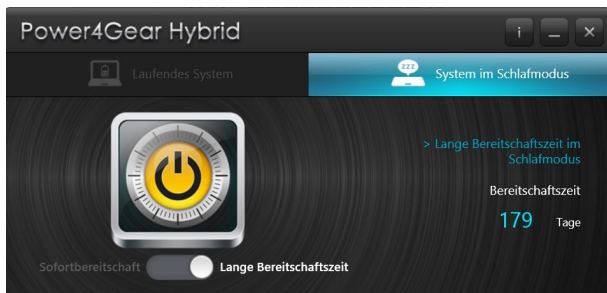 Power4Gear Hybrid
i
Laufendes System
zzz
System im Schlafmodus
> Lange Bereitschaftszeit im
Schlafmodus
Bereitschaftszeit
179 Tage
Sofortbereitschaft Lange Bereitschaftszeit